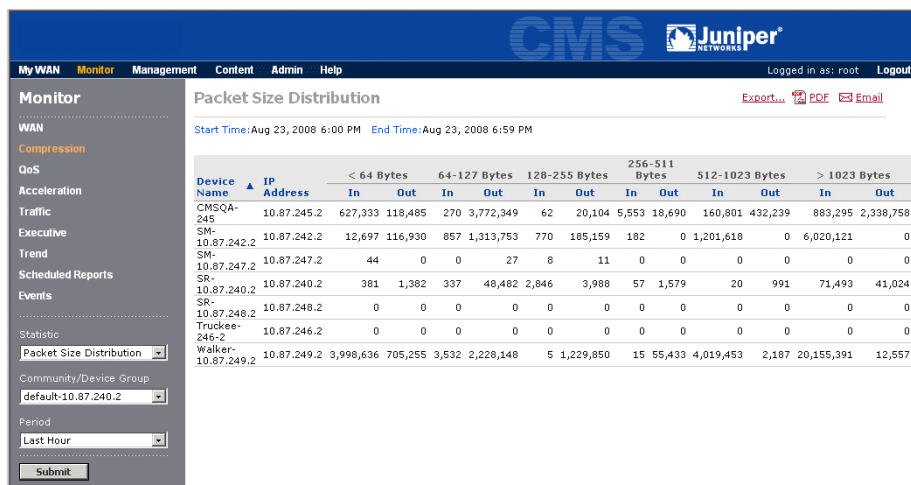 CMS
Juniper®
NETWORKS
My WAN Monitor Management Content Admin Help Logged in as: root Logout
Monitor
WAN
Compression
QoS
Acceleration
Traffic
Executive
Trend
Scheduled Reports
Events
Statistic
Packet Size Distribution
Community/Device Group
default-10.87.240.2
Period
Last Hour
Submit
Packet Size Distribution
Export... PDF Email
Start Time:Aug 23, 2008 6:00 PM End Time:Aug 23, 2008 6:59 PM
Device Name IP Address < 64 Bytes 64-127 Bytes 128-255 Bytes 256-511 Bytes 512-1023 Bytes > 1023 Bytes
In Out In Out In Out In Out In Out In Out
CMSQA-245 10.87.245.2 627,333 118,485 270 3,772,349 62 20,104 5,553 18,690 160,801 432,239 883,295 2,338,758
SM-10.87.242.2 10.87.242.2 12,697 116,930 857 1,313,753 770 185,159 182 0 1,201,618 0 6,020,121 0
SM-10.87.247.2 10.87.247.2 44 0 0 27 8 11 0 0 0 0 0 0
SR-10.87.240.2 10.87.240.2 381 1,382 337 48,482 2,846 3,988 57 1,579 20 991 71,493 41,024
SR-10.87.248.2 10.87.248.2 0 0 0 0 0 0 0 0 0 0 0 0
Truckee-246-2 10.87.246.2 0 0 0 0 0 0 0 0 0 0 0 0
Walker-10.87.249.2 10.87.249.2 3,998,636 705,255 3,532 2,228,148 5 1,229,850 15 55,433 4,019,453 2,187 20,155,391 12,557